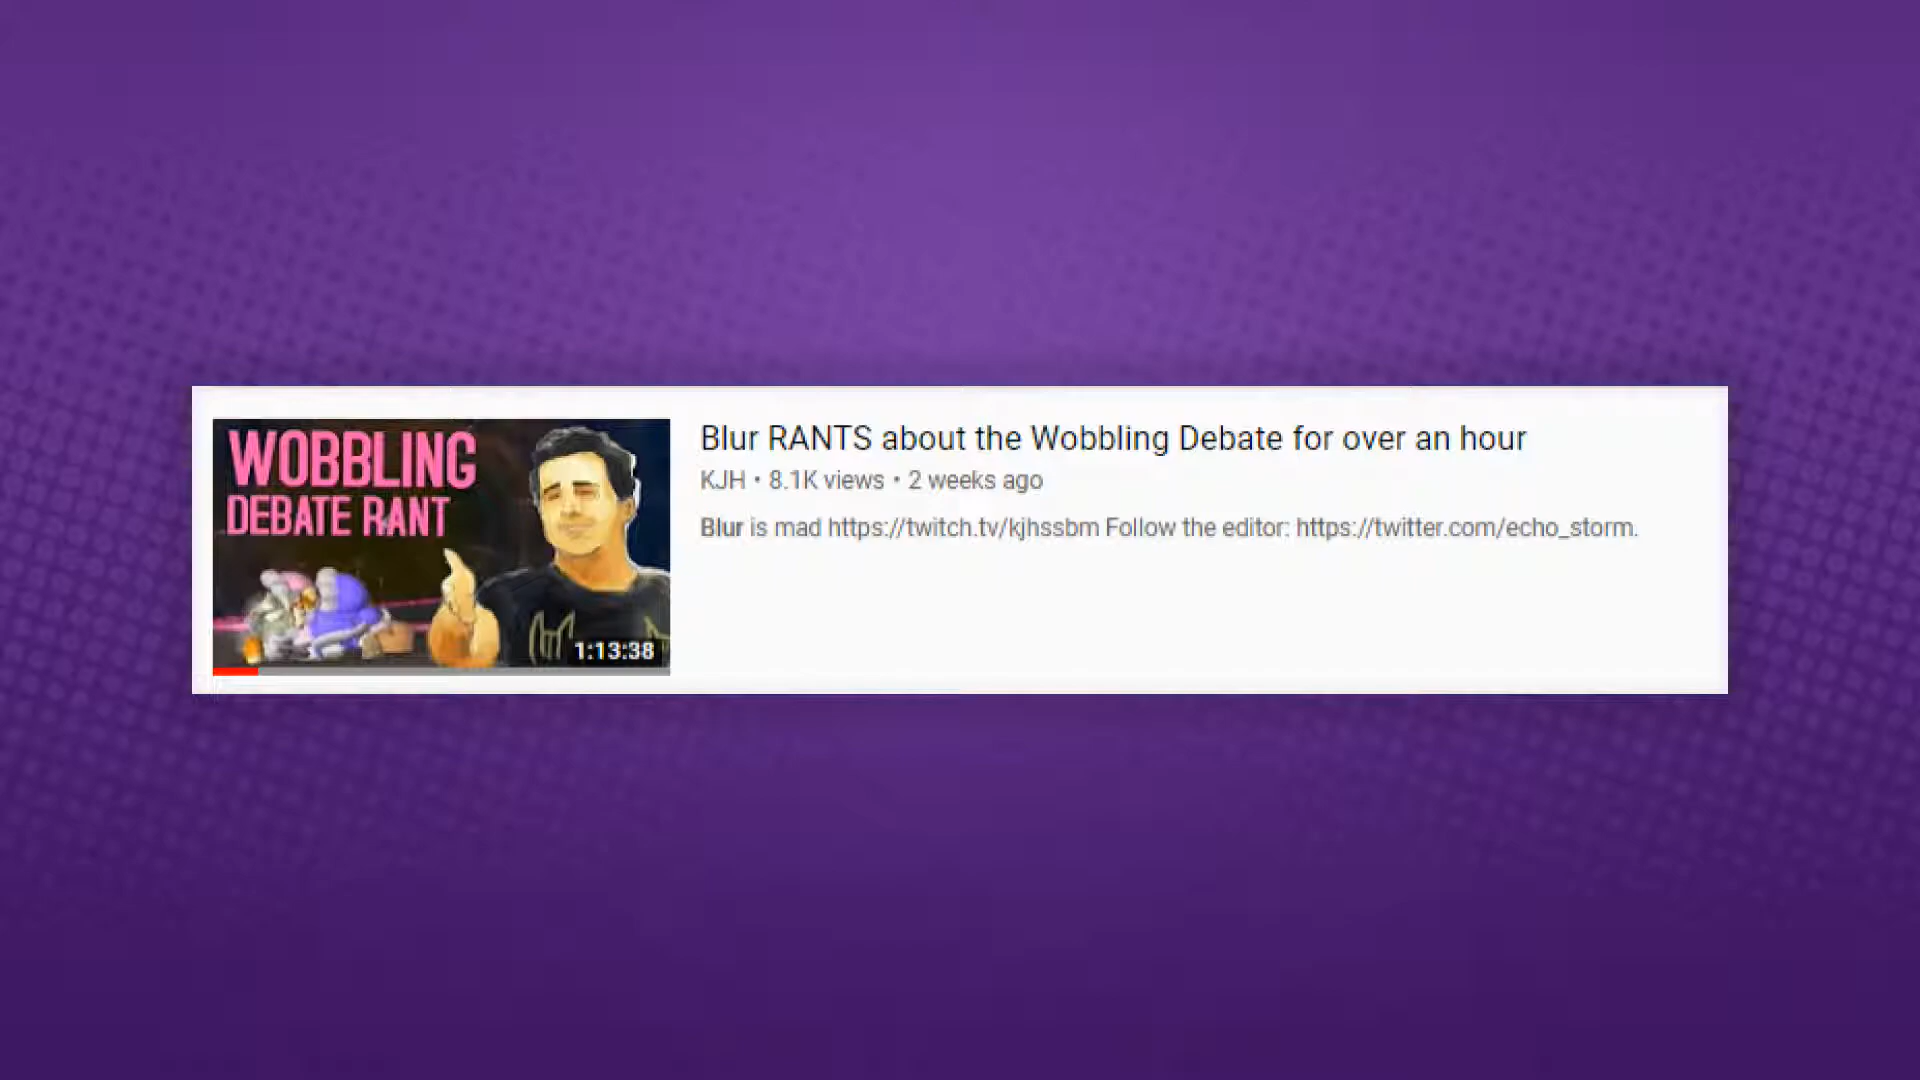 WOBBLING
DEBATE RANT
1:13:38
Blur RANTS about the Wobbling Debate for over an hour
KJH • 8.1K views • 2 weeks ago
Blur is mad https://twitch.tv/kjhssbm Follow the editor: https://twitter.com/echo_storm.